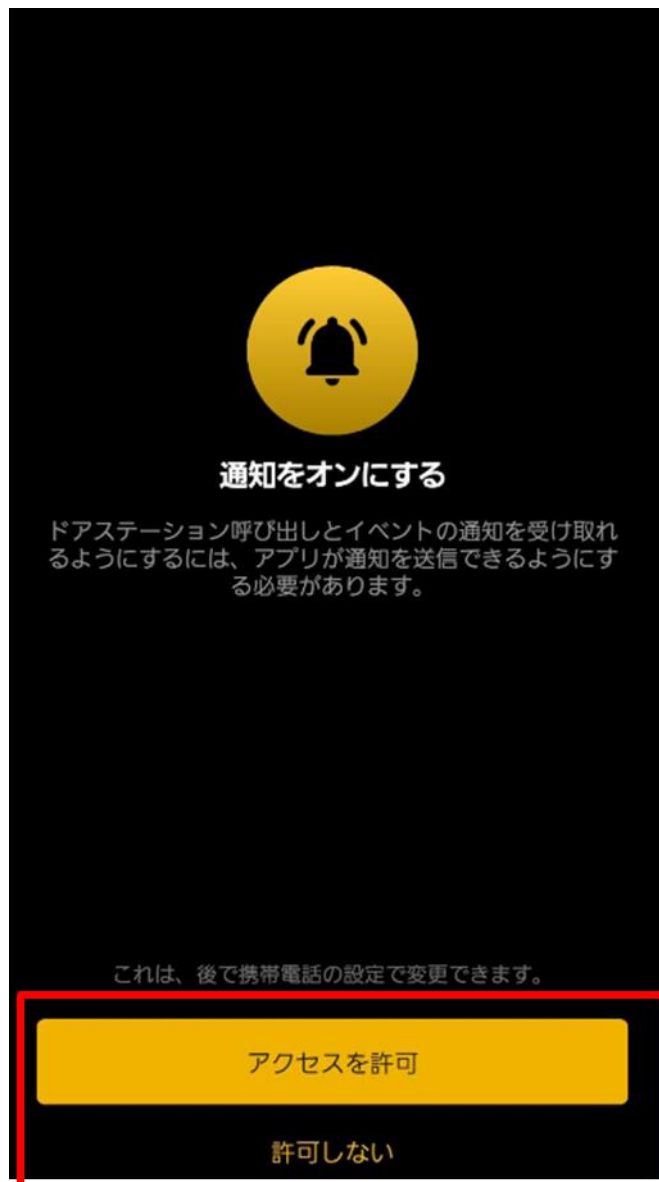 通知をオンにする
ドアステーション呼び出しとイベントの通知を受け取れ
るようにするには、アプリが通知を送信できるようにす
る必要があります。
これは、後で携帯電話の設定で変更できます。
アクセスを許可
許可しない